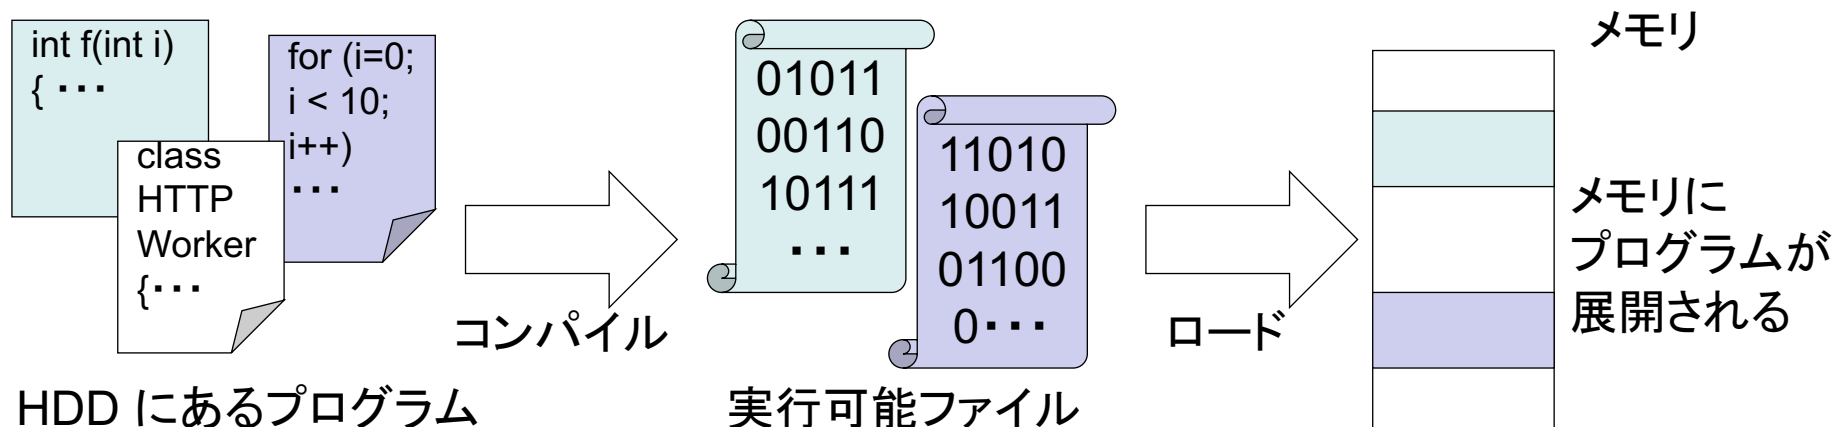 int f(int i)
{ ・・・
for (i=0;
i < 10;
i++)
・・・
class
HTTP
Worker
{・・・
HDD にあるプログラム
コンパイル
01011
00110
10111
・・・
11010
10011
01100
0・・・
実行可能ファイル
ロード
メモリ
メモリに
プログラムが
展開される